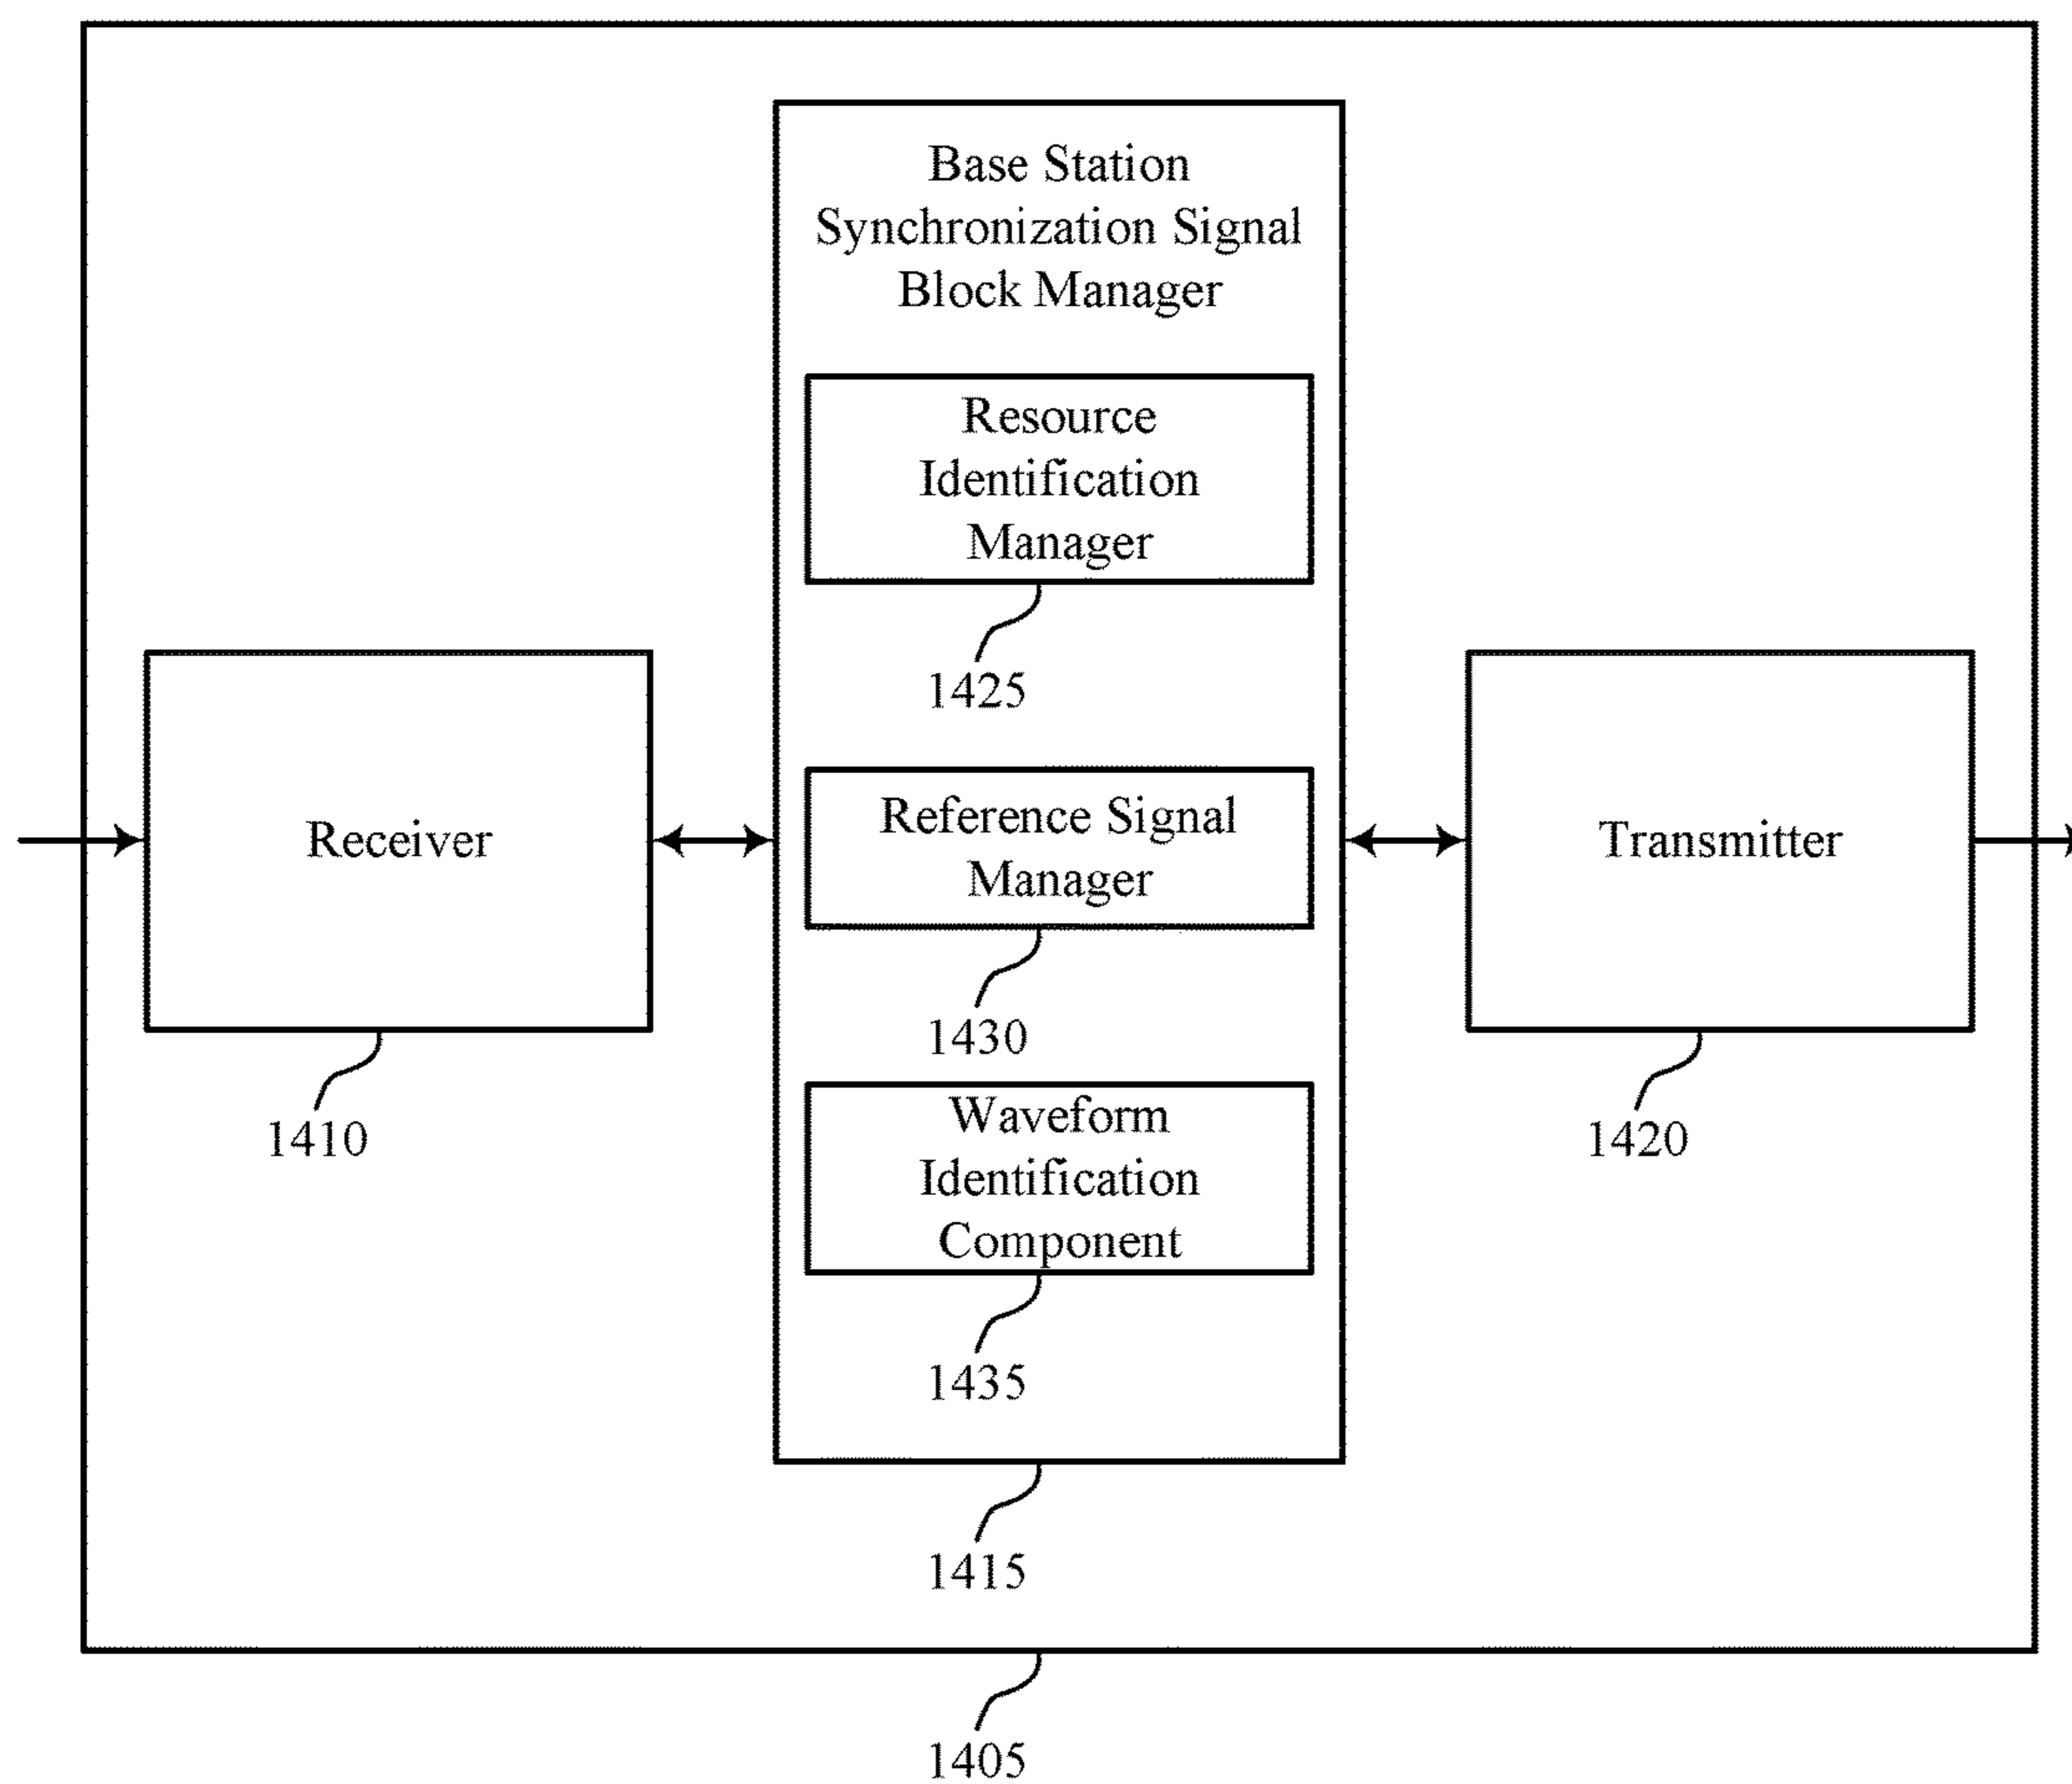 Base Station
Synchronization Signal
Block Manager
Resource
Identification
Manager
1425
Receiver
1410
Reference Signal
Manager
1430
Waveform
Identification
Component
1435
Transmitter
1420
1415
1405